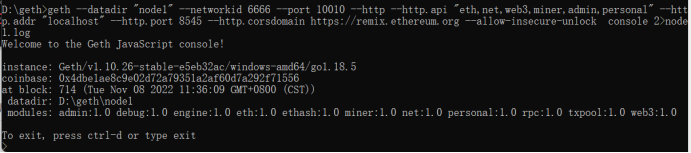 D:\geth>geth --datadir "node1" --networkid 6666 --port 10010 --http --http.api "eth,net,web3,miner,admin,personal" --htt
p.addr "localhost" --http.port 8545 --http.corsdomain https://remix.ethereum.org --allow-insecure-unlock  console 2>node
1.log
Welcome to the Geth JavaScript console!
instance: Geth/v1.10.26-stable-e5eb32ac/windows-amd64/go1.18.5
coinbase: 0x4dbe1ae8c9e02d72a79351a2af60d7a292f71556
at block: 714 (Tue Nov 08 2022 11:36:09 GMT+0800 (CST))
 datadir: D:\geth\node1
 modules: admin:1.0 debug:1.0 engine:1.0 eth:1.0 ethash:1.0 miner:1.0 net:1.0 personal:1.0 rpc:1.0 txpool:1.0 web3:1.0
To exit, press ctrl-d or type exit
>